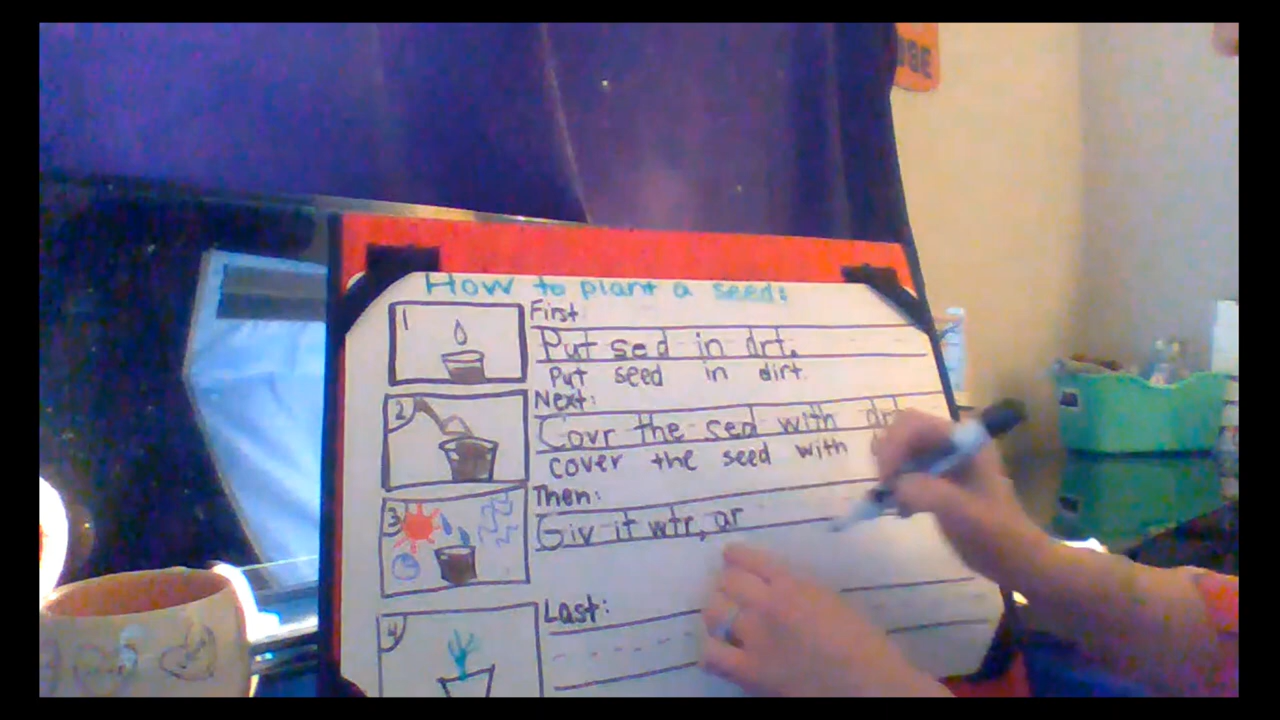 How to plant a seed:
1
First
Put sed in drt.
Put seed in dirt.
2
Next:
Covr the sed with
cover the seed with
3
Then:
Giv it wtr, ar
4
Last: